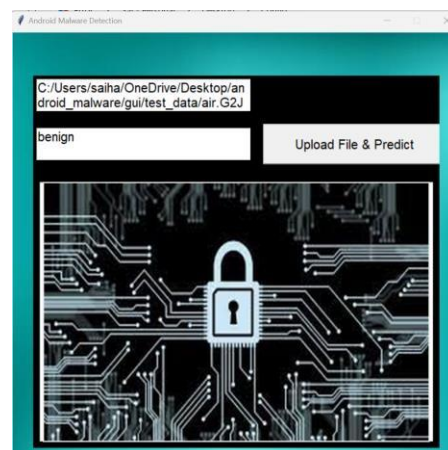 Android Malware Detection
C:/Users/saiha/OneDrive/Desktop/an
droid_malware/gui/test_data/air.G2J
benign
Upload File & Predict